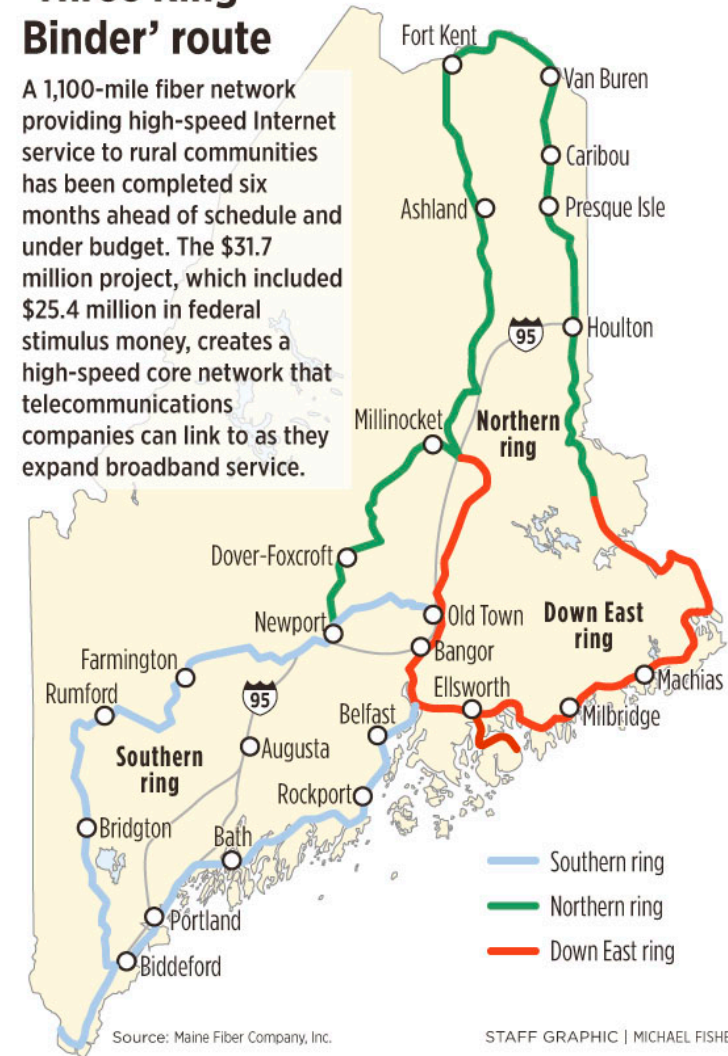 Binder’ route
A 1,100-mile fiber network
providing high-speed Internet
service to rural communities
has been completed six
months ahead of schedule and
under budget. The $31.7
million project, which included
$25.4 million in federal
stimulus money, creates a
high-speed core network that
telecommunications
companies can link to as they
expand broadband service.
Fort Kent
Van Buren
Caribou
Ashland
Presque Isle
95
Houlton
Millinocket
Northern
ring
Dover-Foxcroft
Newport
Old Town
Down East
ring
Bangor
Farmington
Ellsworth
Machias
Rumford
95
Belfast
Milbridge
Southern
ring
Augusta
Rockport
Bridgton
Bath
Southern ring
Northern ring
Portland
Down East ring
Biddeford
Source: Maine Fiber Company, Inc.
STAFF GRAPHIC | MICHAEL